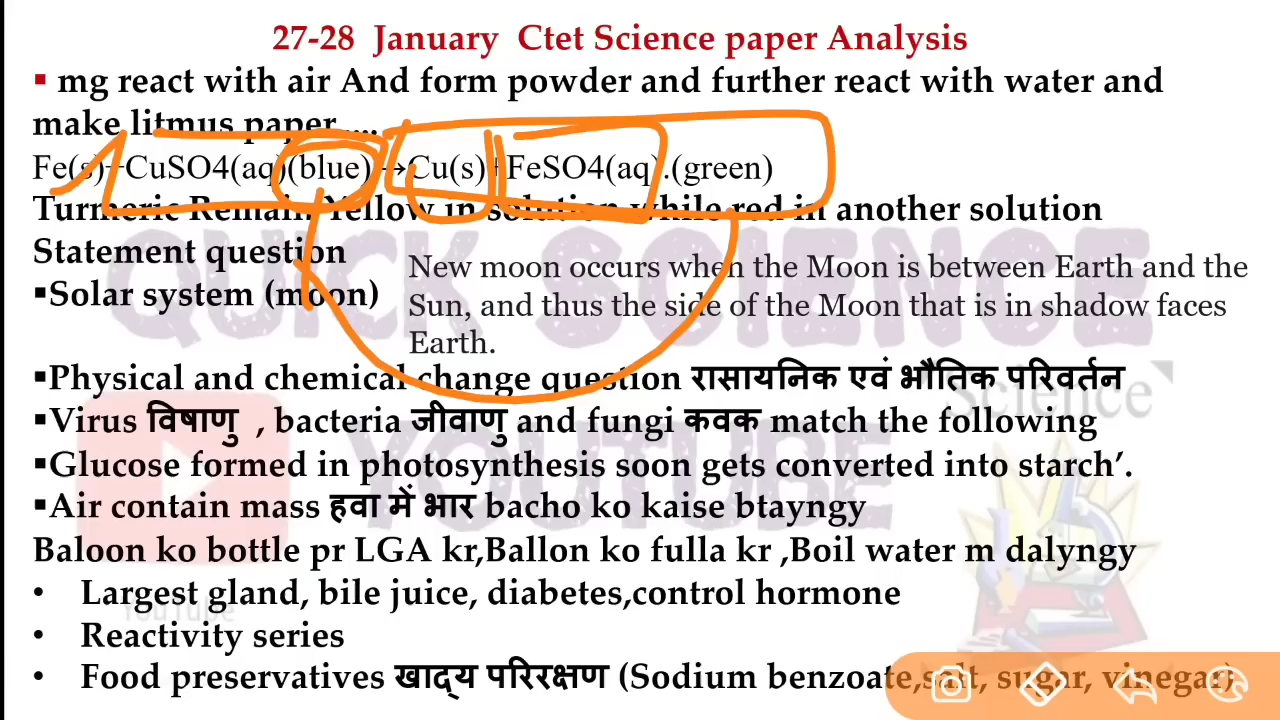 27-28 January Ctet Science paper Analysis
▪ mg react with air And form powder and further react with water and
make litmus paper ....
Fe(s)+CuSO4(aq)(blue)→Cu(s)+FeSO4(aq).(green)
Turmeric Remain Yellow in solution while red in another solution
Statement question
▪Solar system (moon)
New moon occurs when the Moon is between Earth and the
Sun, and thus the side of the Moon that is in shadow faces
Earth.
▪Physical and chemical change question रासायनिक एवं भौतिक परिवर्तन
▪Virus विषाणु , bacteria जीवाणु and fungi कवक match the following
▪Glucose formed in photosynthesis soon gets converted into starch’.
▪Air contain mass हवा में भार bacho ko kaise btayngy
Baloon ko bottle pr LGA kr,Ballon ko fulla kr ,Boil water m dalyngy
• Largest gland, bile juice, diabetes,control hormone
• Reactivity series
• Food preservatives खाद्य परिरक्षण (Sodium benzoate,salt, sugar, vinegar)
QUICK SCIENCE
Science
YOUTUBE
YouTube